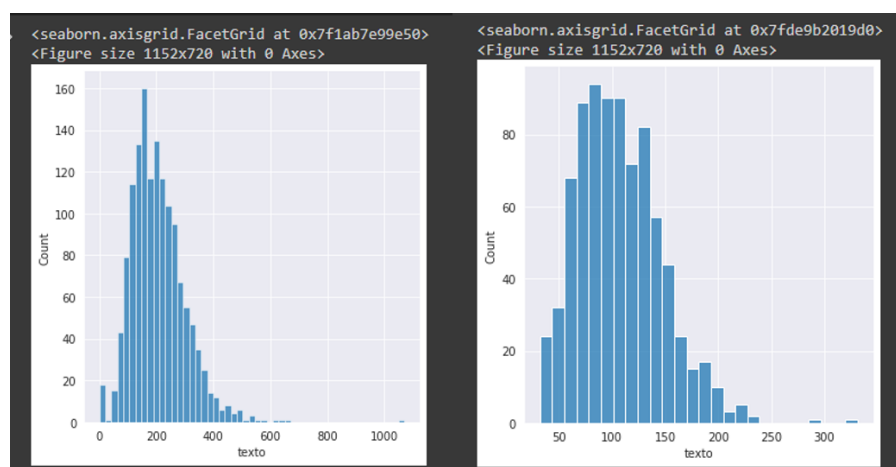 <seaborn.axisgrid.FacetGrid at 0x7f1ab7e99e50>
<Figure size 1152x720 with 0 Axes>
160
140
120
100
80
60
40
20
0
Count
0 200 400 600 800 1000
texto
<seaborn.axisgrid.FacetGrid at 0x7fde9b2019d0>
<Figure size 1152x720 with 0 Axes>
80
60
40
20
0
Count
50 100 150 200 250 300
texto